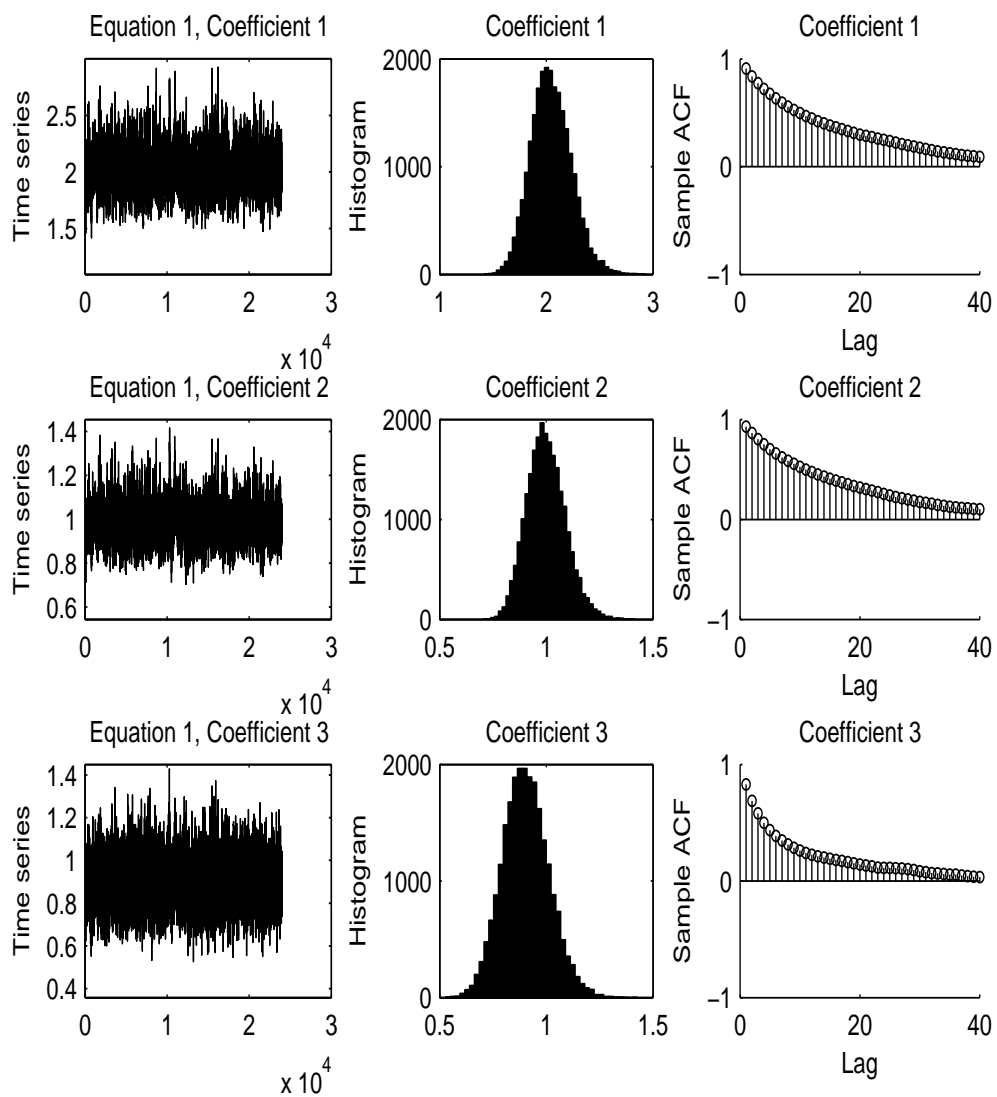 Equation 1, Coefficient 1
Time series
2.5
2
1.5
0 1 2 3
x 10^4
Coefficient 1
Histogram
2000
1000
0
1 2 3
Coefficient 1
Sample ACF
1
0
−1
0 20 40
Lag
Equation 1, Coefficient 2
Time series
1.4
1.2
1
0.8
0.6
0 1 2 3
x 10^4
Coefficient 2
Histogram
2000
1000
0
0.5 1 1.5
Coefficient 2
Sample ACF
1
0
−1
0 20 40
Lag
Equation 1, Coefficient 3
Time series
1.4
1.2
1
0.8
0.6
0.4
0 1 2 3
x 10^4
Coefficient 3
Histogram
2000
1000
0
0.5 1 1.5
Coefficient 3
Sample ACF
1
0
−1
0 20 40
Lag